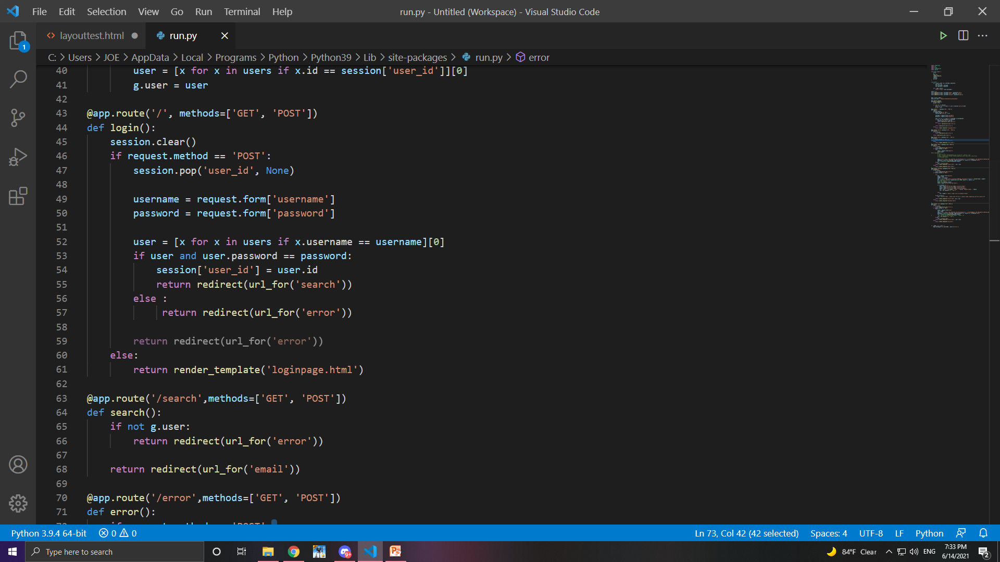 File Edit Selection View Go Run Terminal Help
run.py - Untitled (Workspace) - Visual Studio Code
layouttest.html
run.py
1
C: > Users > JOE > AppData > Local > Programs > Python > Python39 > Lib > site-packages > run.py > error
40 user = [x for x in users if x.id == session['user_id']][0]
41 g.user = user
42
43 @app.route('/', methods=['GET', 'POST'])
44 def login():
45 session.clear()
46 if request.method == 'POST':
47 session.pop('user_id', None)
48
49 username = request.form['username']
50 password = request.form['password']
51
52 user = [x for x in users if x.username == username][0]
53 if user and user.password == password:
54 session['user_id'] = user.id
55 return redirect(url_for('search'))
56 else :
57 return redirect(url_for('error'))
58
59 return redirect(url_for('error'))
60 else:
61 return render_template('loginpage.html')
62
63 @app.route('/search',methods=['GET', 'POST'])
64 def search():
65 if not g.user:
66 return redirect(url_for('error'))
67
68 return redirect(url_for('email'))
69
70 @app.route('/error',methods=['GET', 'POST'])
71 def error():
Python 3.9.4 64-bit 0 0
Ln 73, Col 42 (42 selected) Spaces: 4 UTF-8 LF Python
Type here to search
9+
84°F Clear
ENG
7:33 PM
6/14/2021
2